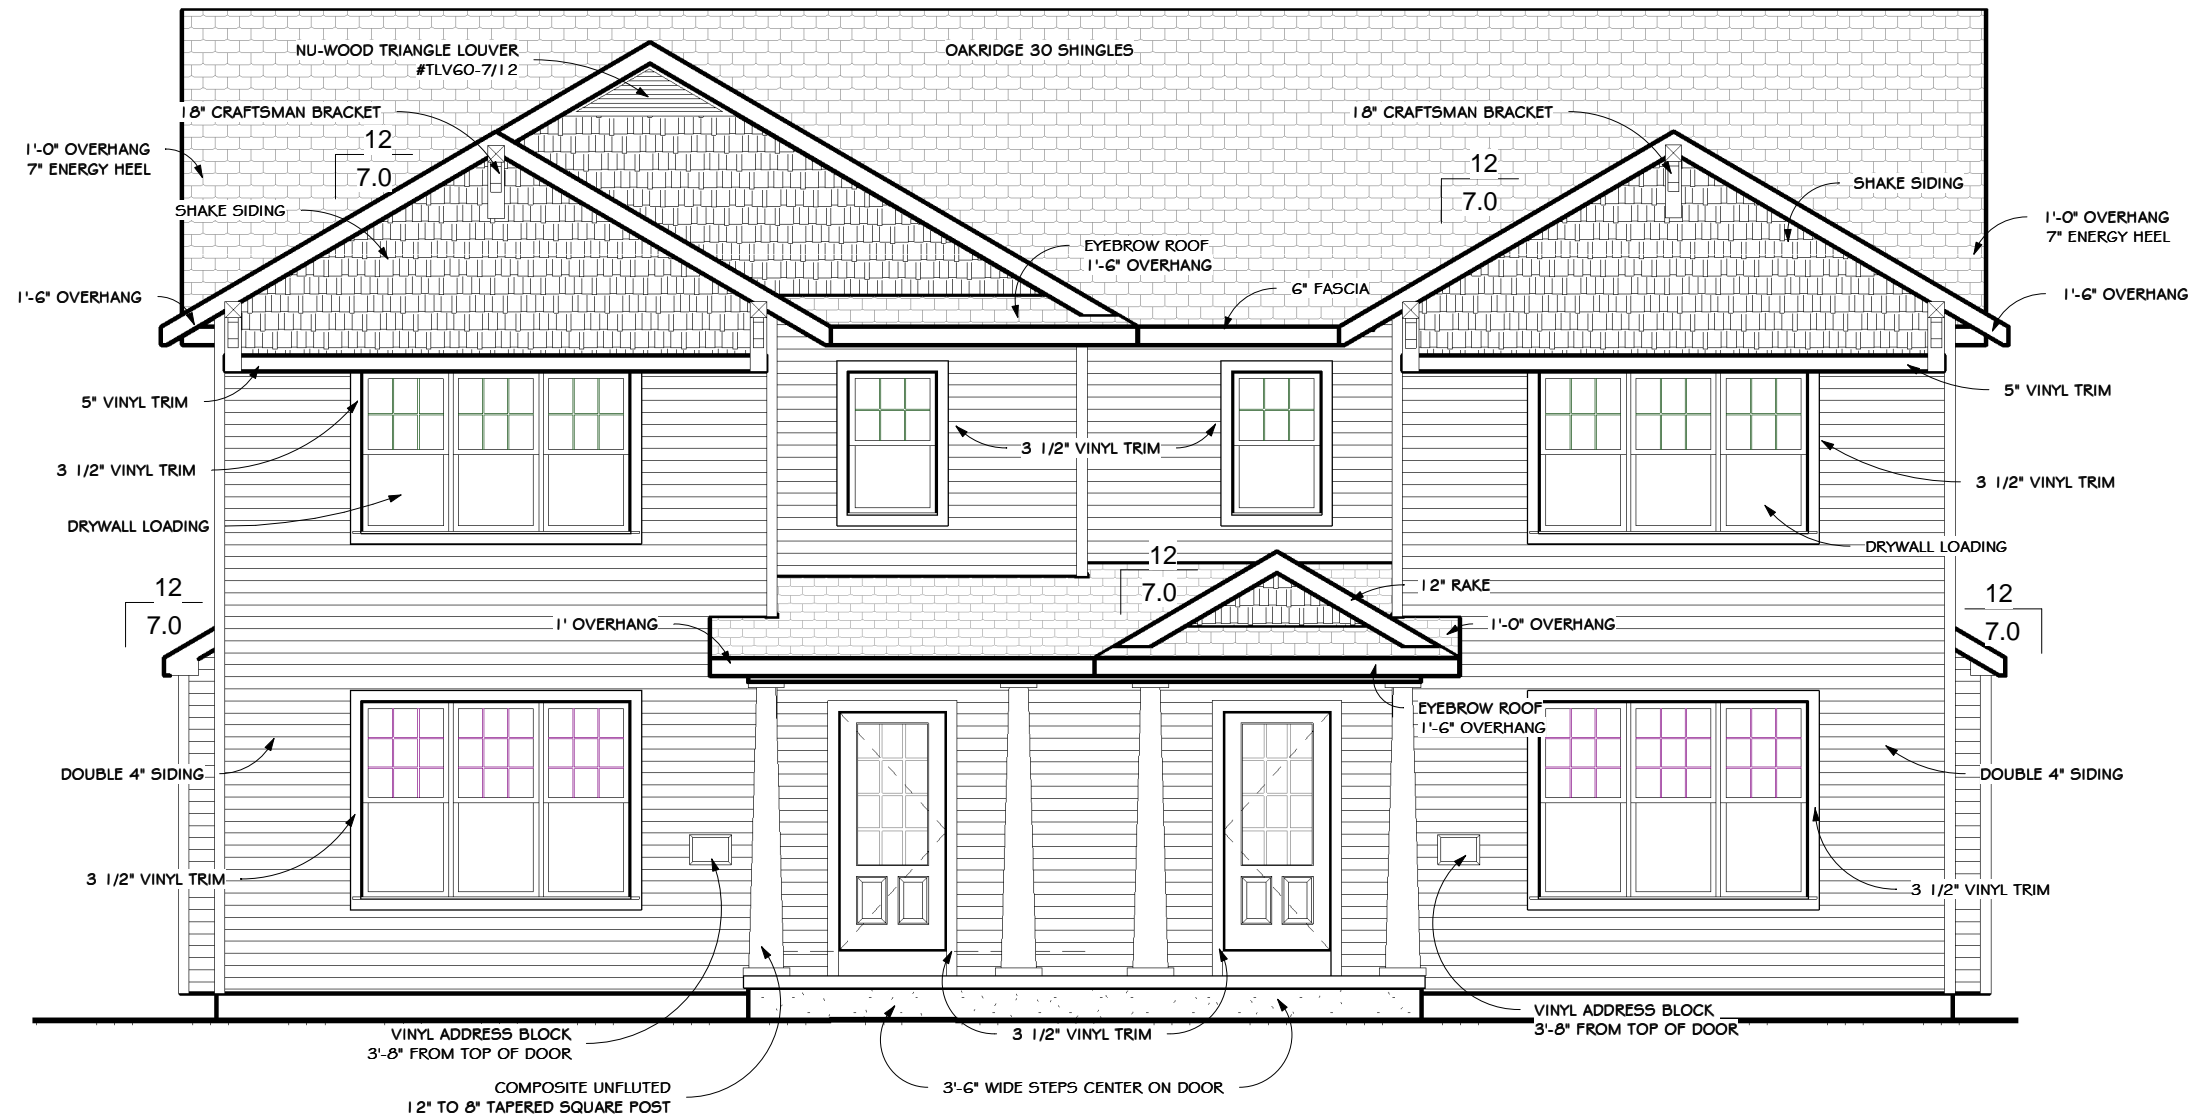 NU-WOOD TRIANGLE LOUVER
#TLV60-7/12
OAKRIDGE 30 SHINGLES
18" CRAFTSMAN BRACKET
18" CRAFTSMAN BRACKET
12
7.0
1'-0" OVERHANG
7" ENERGY HEEL
12
7.0
SHAKE SIDING
SHAKE SIDING
1'-0" OVERHANG
7" ENERGY HEEL
EYEBROW ROOF
1'-6" OVERHANG
1'-6" OVERHANG
6" FASCIA
1'-6" OVERHANG
5" VINYL TRIM
5" VINYL TRIM
3 1/2" VINYL TRIM
3 1/2" VINYL TRIM
3 1/2" VINYL TRIM
DRYWALL LOADING
DRYWALL LOADING
12
7.0
12
7.0
12" RAKE
12
7.0
1' OVERHANG
1'-0" OVERHANG
EYEBROW ROOF
1'-6" OVERHANG
DOUBLE 4" SIDING
DOUBLE 4" SIDING
3 1/2" VINYL TRIM
3 1/2" VINYL TRIM
VINYL ADDRESS BLOCK
3'-8" FROM TOP OF DOOR
3 1/2" VINYL TRIM
VINYL ADDRESS BLOCK
3'-8" FROM TOP OF DOOR
COMPOSITE UNFLUTED
12" TO 8" TAPERED SQUARE POST
3'-6" WIDE STEPS CENTER ON DOOR